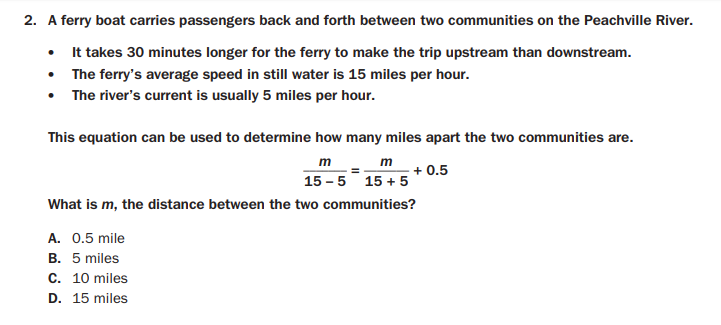 2. A ferry boat carries passengers back and forth between two communities on the Peachville River.
• It takes 30 minutes longer for the ferry to make the trip upstream than downstream.
• The ferry's average speed in still water is 15 miles per hour.
• The river's current is usually 5 miles per hour.
This equation can be used to determine how many miles apart the two communities are.
m m
= + 0.5
15 – 5 15 + 5
What is m, the distance between the two communities?
A. 0.5 mile
B. 5 miles
C. 10 miles
D. 15 miles